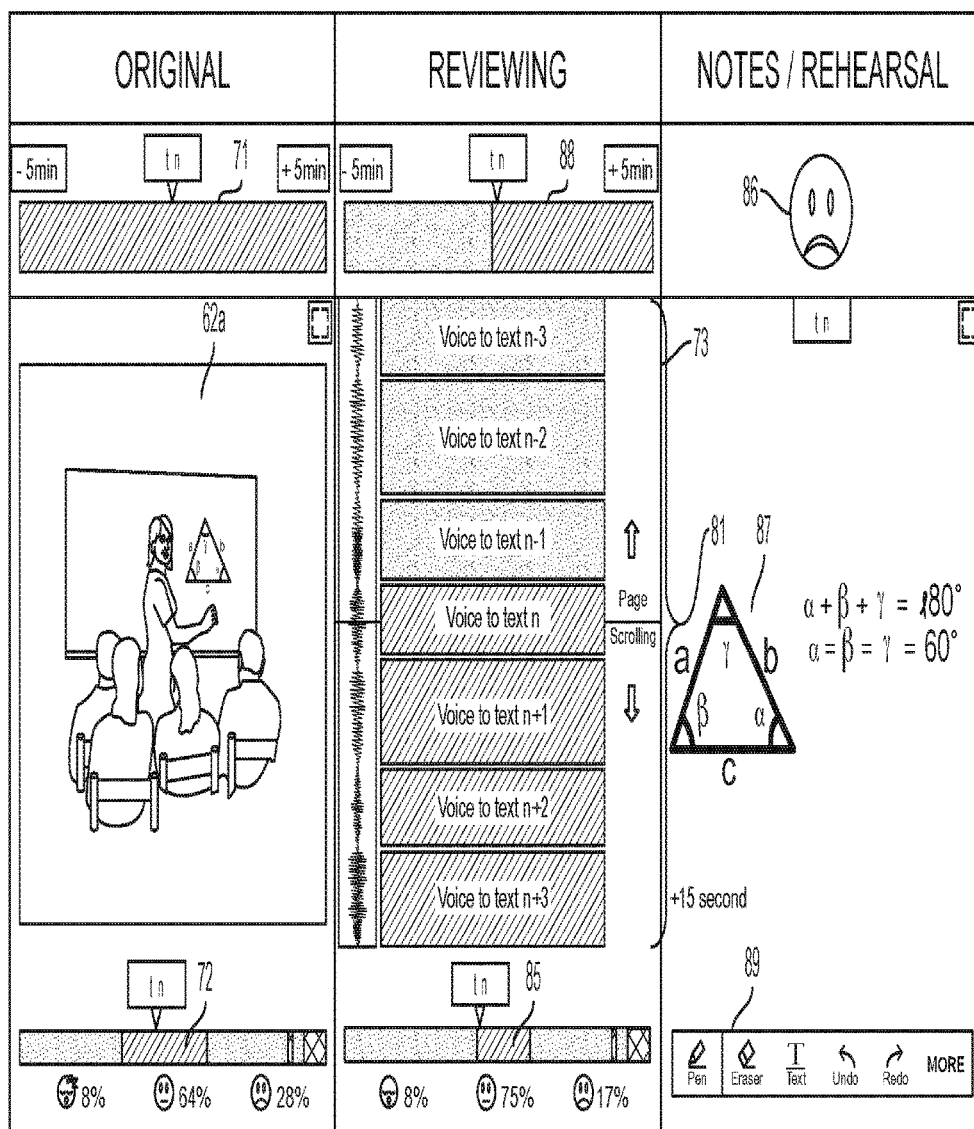 ORIGINAL
REVIEWING
NOTES / REHEARSAL
- 5min
t n
71
+ 5min
- 5min
t n
88
+ 5min
86
62a
a
b
c
β
γ
72
t n
8%
64%
28%
Voice to text n-3
Voice to text n-2
Voice to text n-1
Voice to text n
Voice to text n+1
Voice to text n+2
Voice to text n+3
Page
Scrolling
73
t n
85
8%
75%
17%
t n
81
87
a
b
c
γ
β
α
α + β + γ = 180°
α = β = γ = 60°
+15 second
89
Pen
Eraser
T
Text
Undo
Redo
MORE